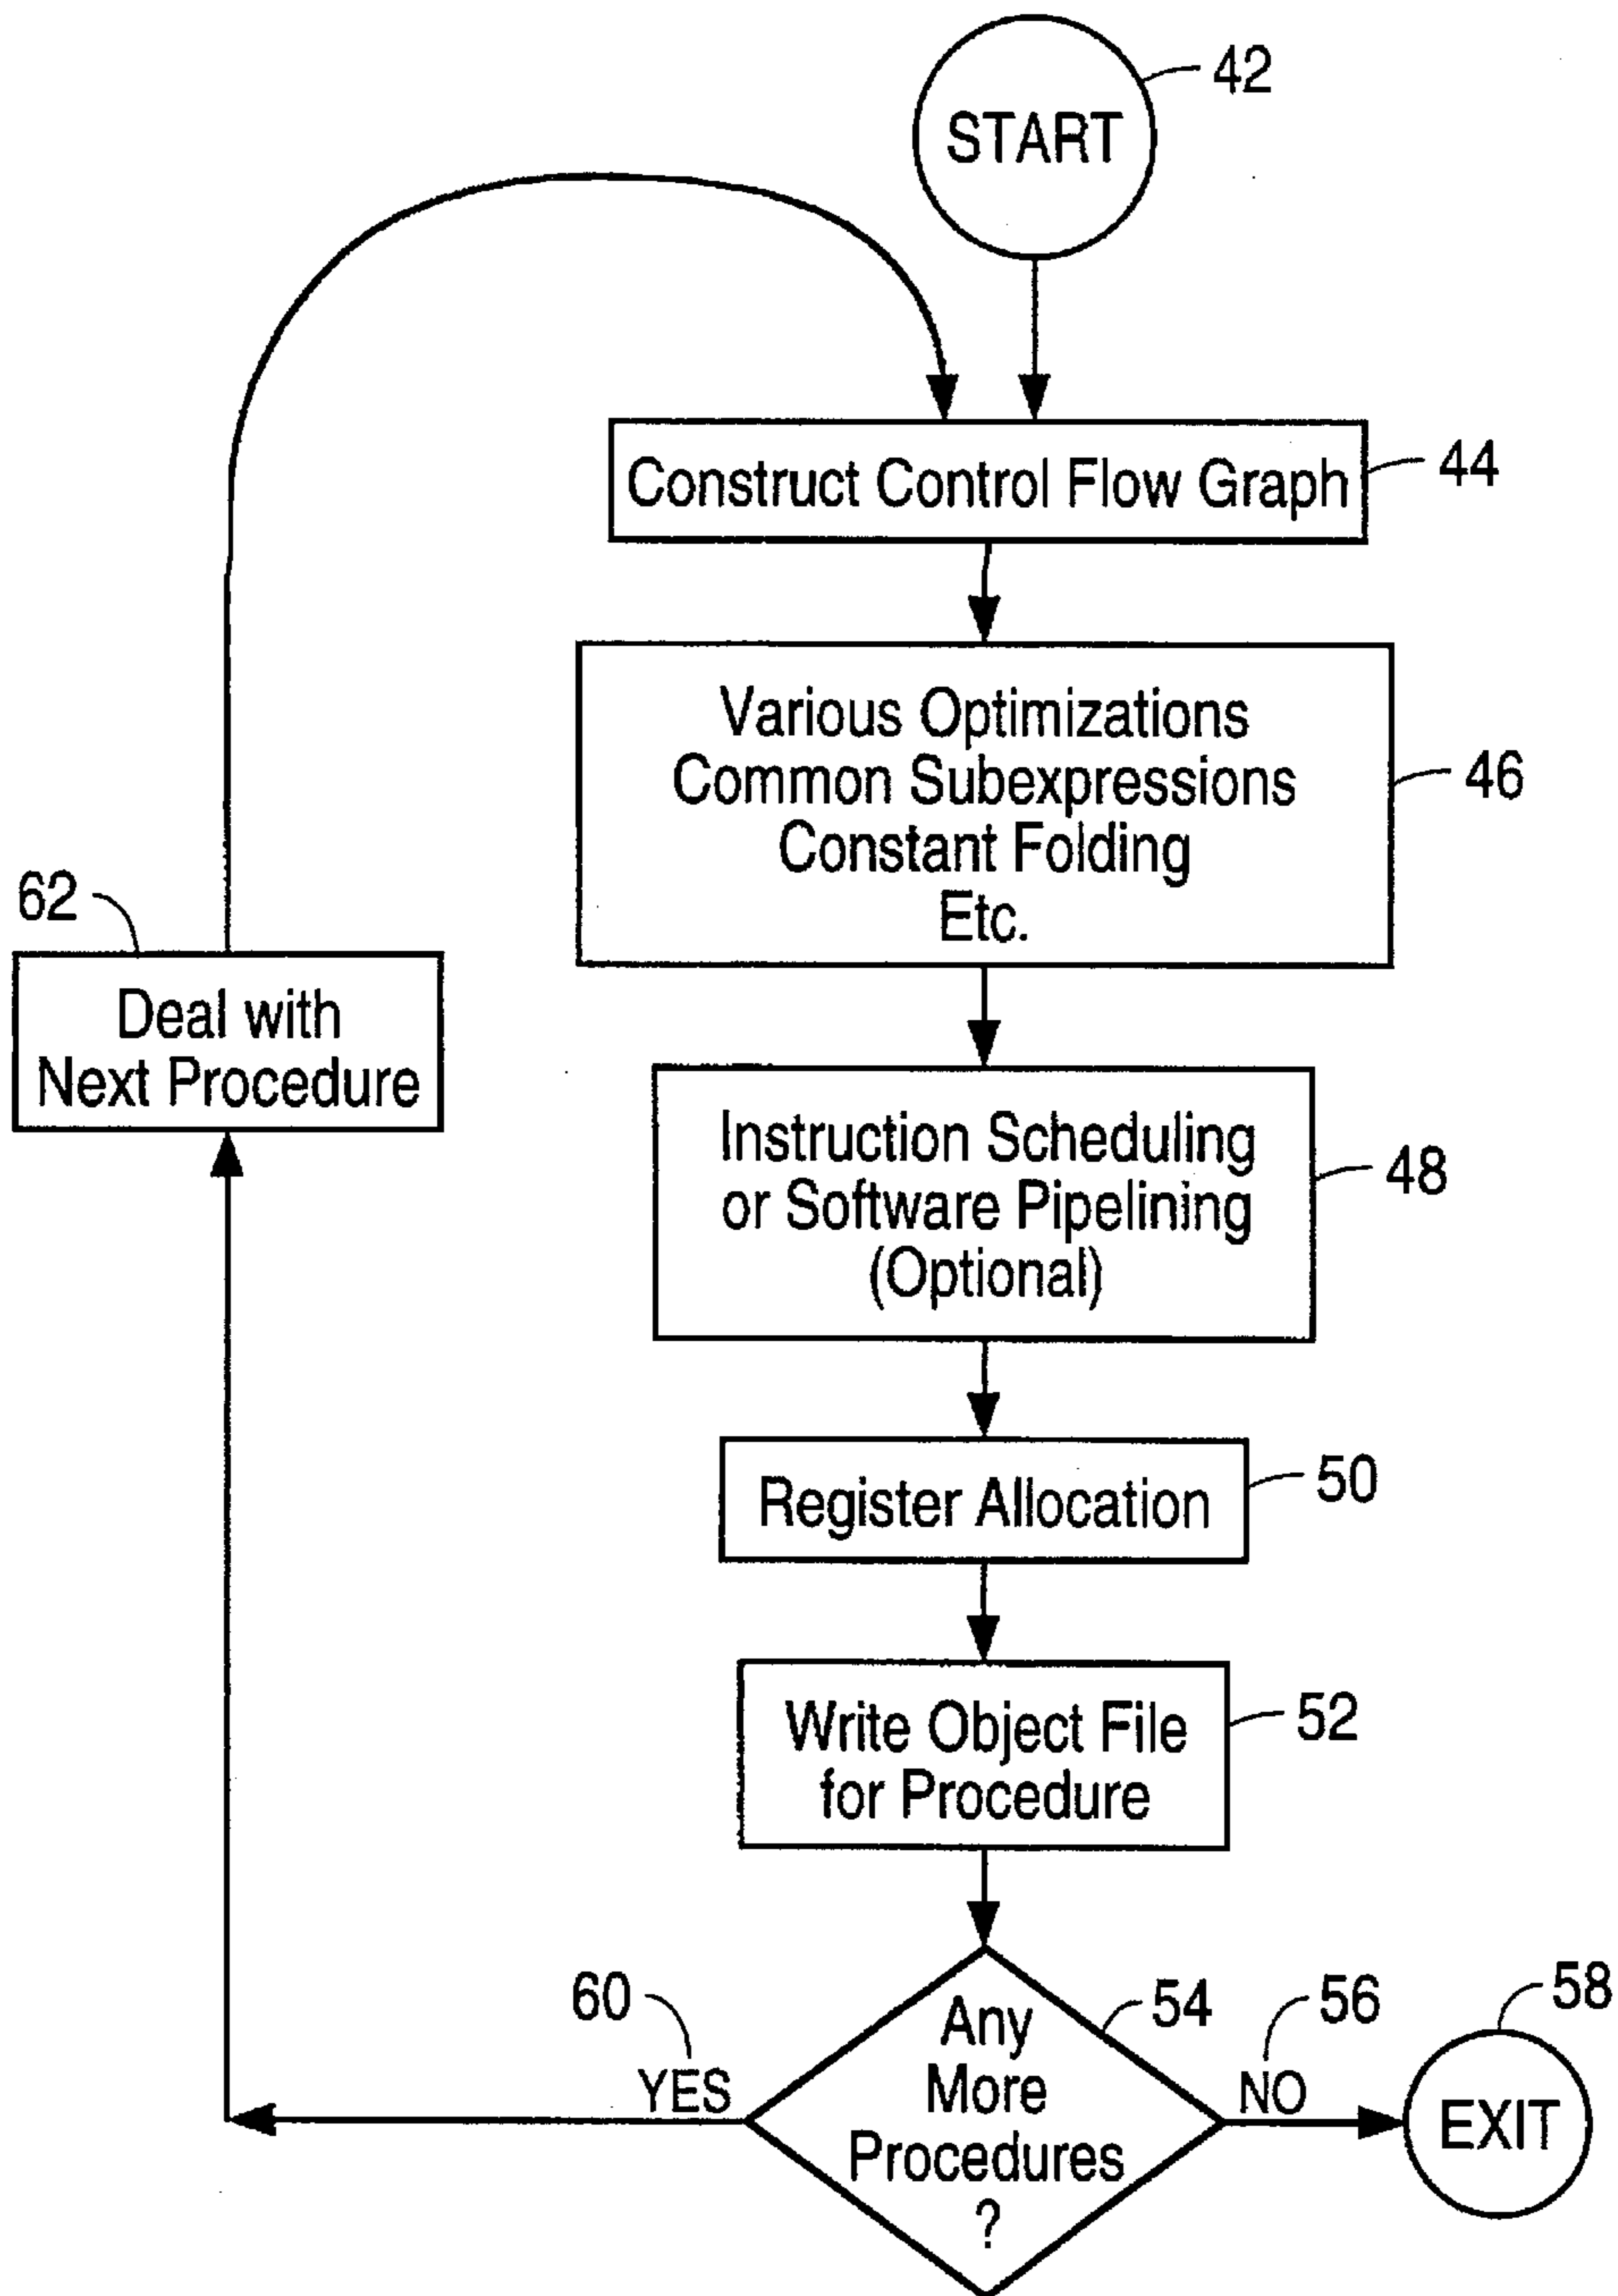 START
42
Construct Control Flow Graph
44
Various Optimizations
Common Subexpressions
Constant Folding
Etc.
46
62
Deal with
Next Procedure
Instruction Scheduling
or Software Pipelining
(Optional)
48
Register Allocation
50
Write Object File
for Procedure
52
60
YES
Any
More
Procedures
?
54
56
NO
58
EXIT